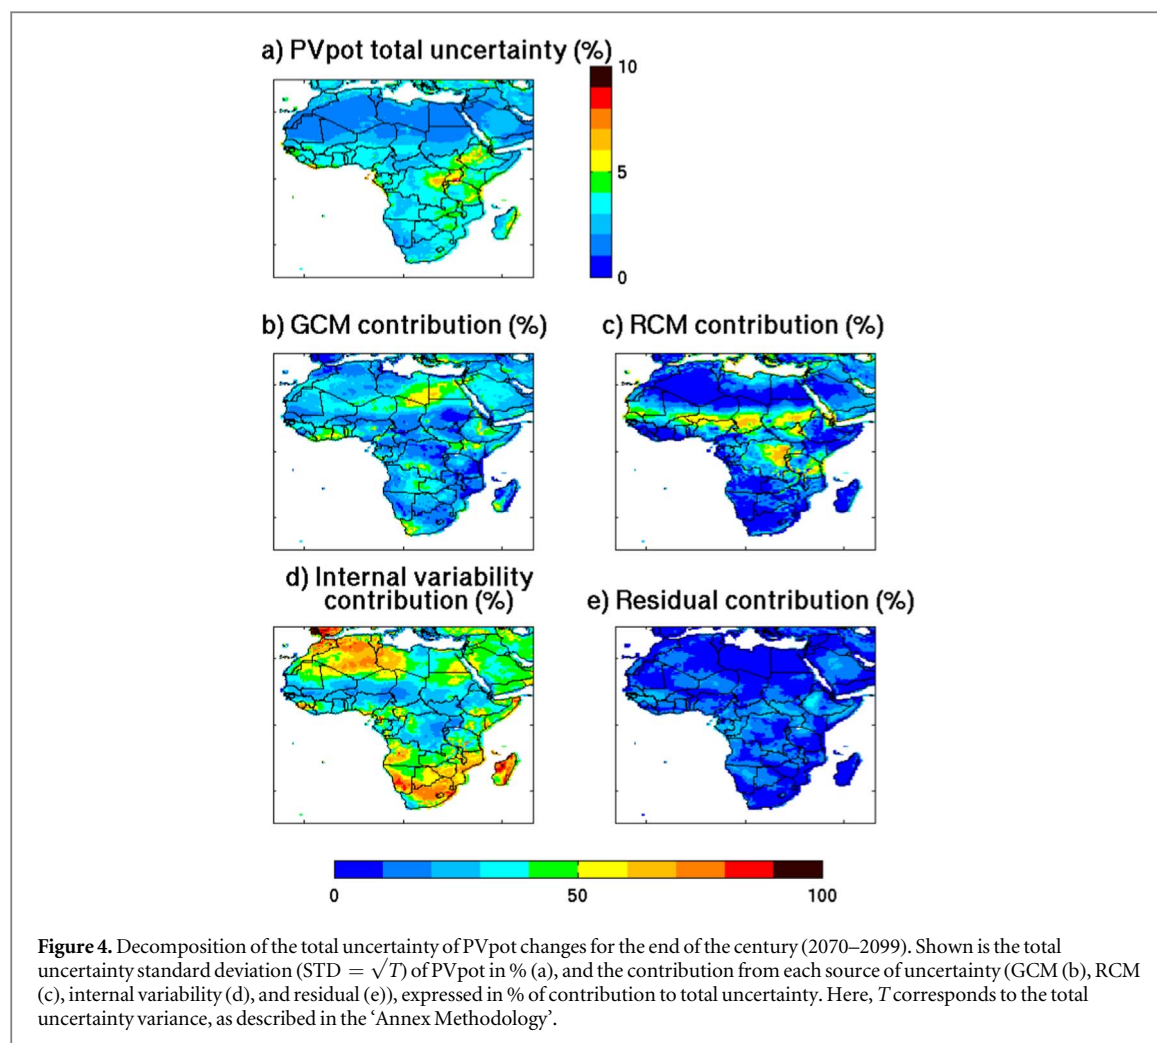 a) PVpot total uncertainty (%)
10
5
0
b) GCM contribution (%)
c) RCM contribution (%)
d) Internal variability
contribution (%)
e) Residual contribution (%)
0
50
100
Figure 4. Decomposition of the total uncertainty of PVpot changes for the end of the century (2070–2099). Shown is the total
uncertainty standard deviation (STD = √T) of PVpot in % (a), and the contribution from each source of uncertainty (GCM (b), RCM
(c), internal variability (d), and residual (e)), expressed in % of contribution to total uncertainty. Here, T corresponds to the total
uncertainty variance, as described in the ‘Annex Methodology’.